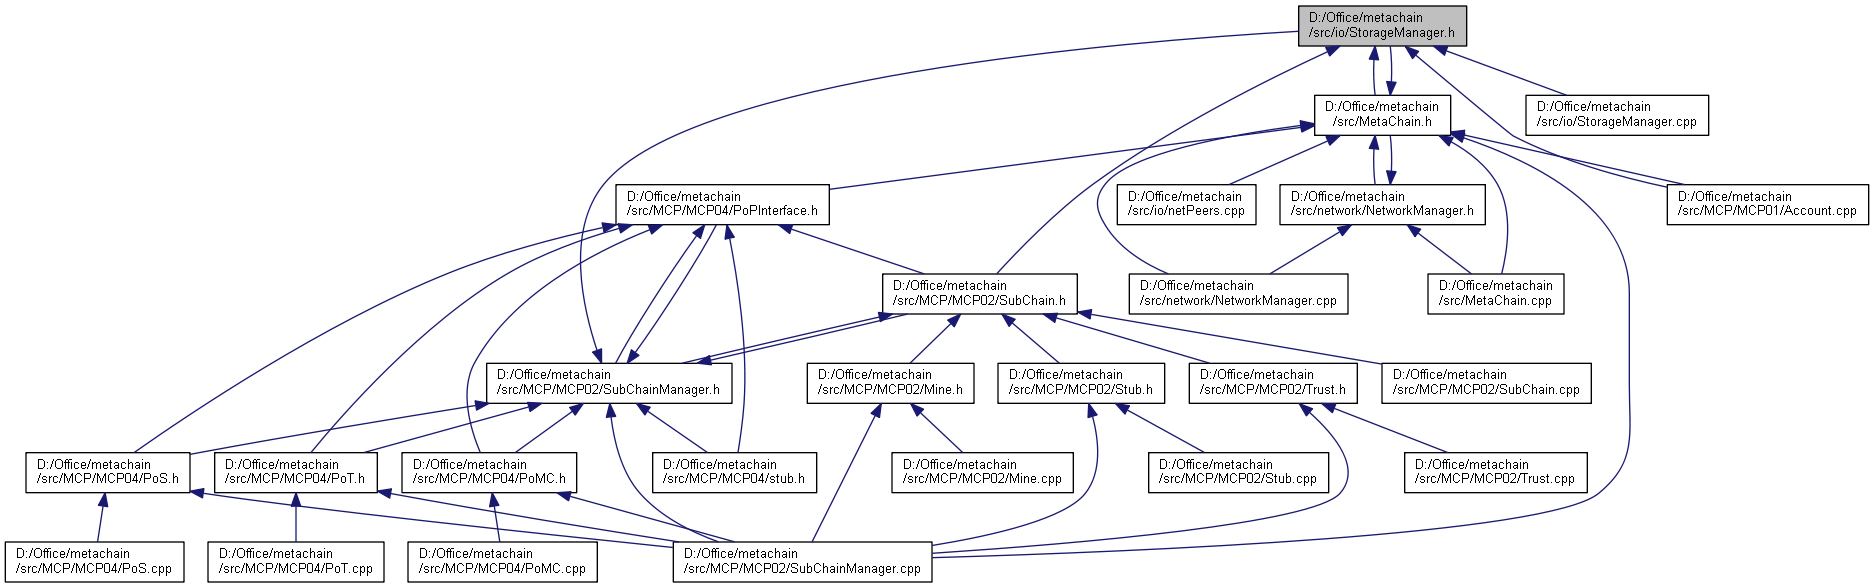 D:/Office/metachain
/src/io/StorageManager.h
D:/Office/metachain
/src/MetaChain.h
D:/Office/metachain
/src/io/StorageManager.cpp
D:/Office/metachain
/src/MCP/MCP04/PoPInterface.h
D:/Office/metachain
/src/io/netPeers.cpp
D:/Office/metachain
/src/network/NetworkManager.h
D:/Office/metachain
/src/MCP/MCP01/Account.cpp
D:/Office/metachain
/src/MCP/MCP02/SubChain.h
D:/Office/metachain
/src/network/NetworkManager.cpp
D:/Office/metachain
/src/MetaChain.cpp
D:/Office/metachain
/src/MCP/MCP02/SubChainManager.h
D:/Office/metachain
/src/MCP/MCP02/Mine.h
D:/Office/metachain
/src/MCP/MCP02/Stub.h
D:/Office/metachain
/src/MCP/MCP02/Trust.h
D:/Office/metachain
/src/MCP/MCP02/SubChain.cpp
D:/Office/metachain
/src/MCP/MCP04/PoS.h
D:/Office/metachain
/src/MCP/MCP04/PoT.h
D:/Office/metachain
/src/MCP/MCP04/PoMC.h
D:/Office/metachain
/src/MCP/MCP04/stub.h
D:/Office/metachain
/src/MCP/MCP02/Mine.cpp
D:/Office/metachain
/src/MCP/MCP02/Stub.cpp
D:/Office/metachain
/src/MCP/MCP02/Trust.cpp
D:/Office/metachain
/src/MCP/MCP04/PoS.cpp
D:/Office/metachain
/src/MCP/MCP04/PoT.cpp
D:/Office/metachain
/src/MCP/MCP04/PoMC.cpp
D:/Office/metachain
/src/MCP/MCP02/SubChainManager.cpp